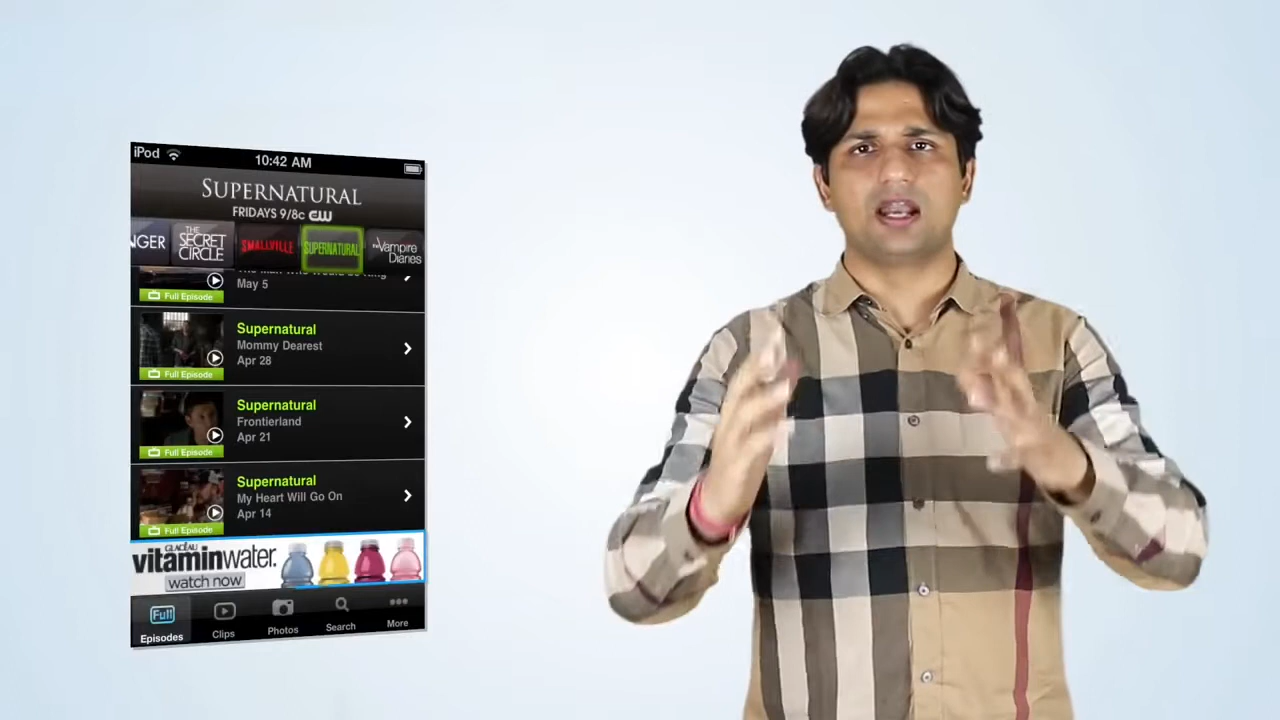 iPod
10:42 AM
SUPERNATURAL
FRIDAYS 9/8c CW
NGER
THE SECRET CIRCLE
SMALLVILLE
SUPERNATURAL
The Vampire Diaries
May 5
Full Episode
Supernatural
Mommy Dearest
Apr 28
Full Episode
Supernatural
Frontierland
Apr 21
Full Episode
Supernatural
My Heart Will Go On
Apr 14
Full Episode
GLACÉAU
vitaminwater.
watch now
Full
Episodes
Clips
Photos
Search
More